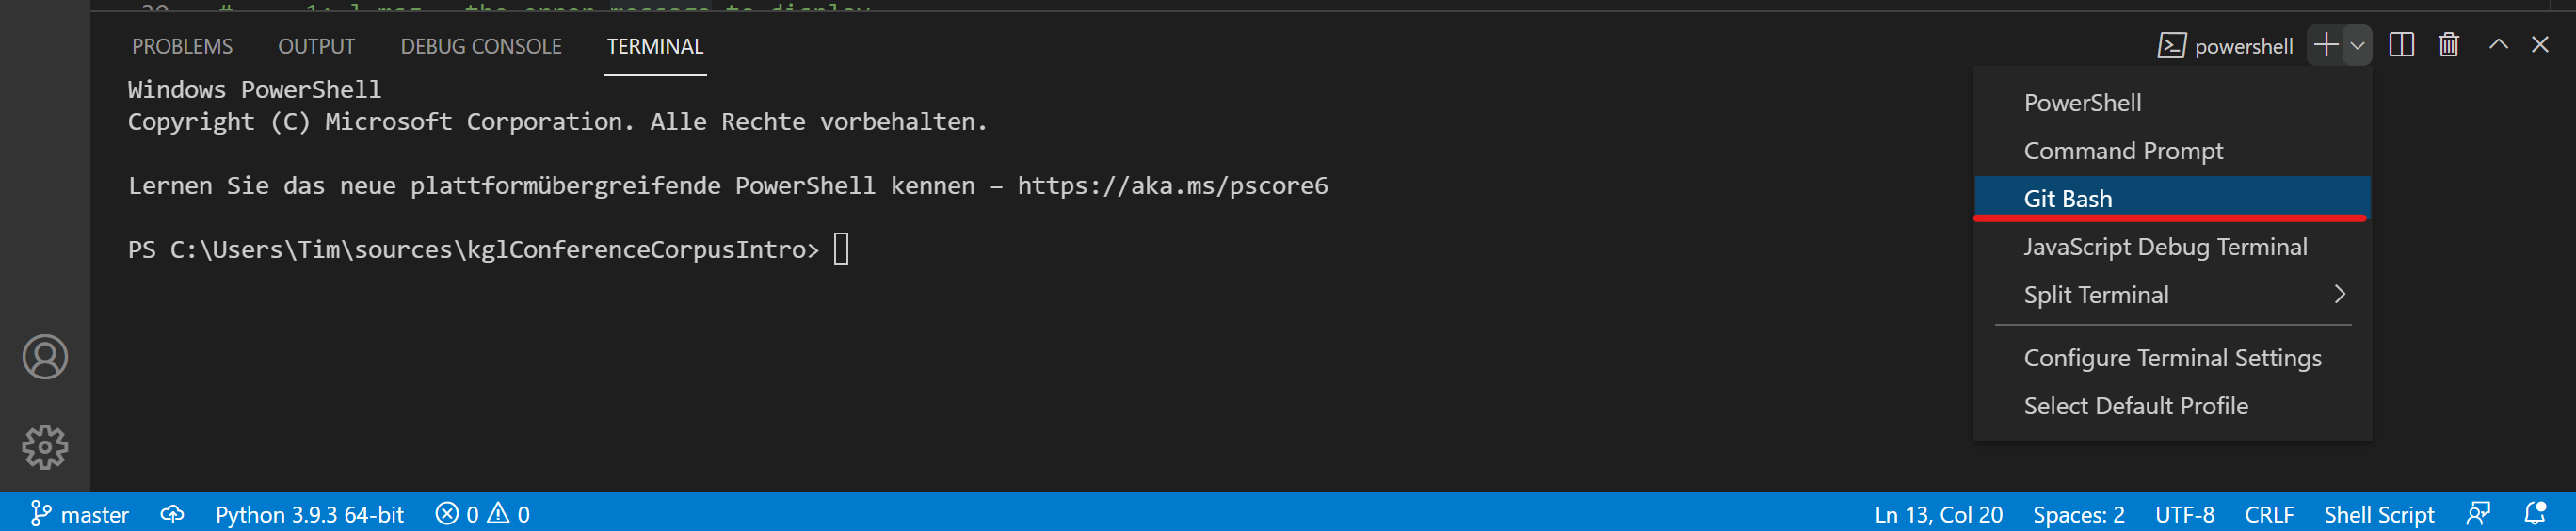 PROBLEMS OUTPUT DEBUG CONSOLE TERMINAL powershell
Windows PowerShell
Copyright (C) Microsoft Corporation. Alle Rechte vorbehalten.
Lernen Sie das neue plattformübergreifende PowerShell kennen – https://aka.ms/pscore6
PS C:\Users\Tim\sources\kglConferenceCorpusIntro>
PowerShell
Command Prompt
Git Bash
JavaScript Debug Terminal
Split Terminal
Configure Terminal Settings
Select Default Profile
master Python 3.9.3 64-bit 0 0 Ln 13, Col 20 Spaces: 2 UTF-8 CRLF Shell Script